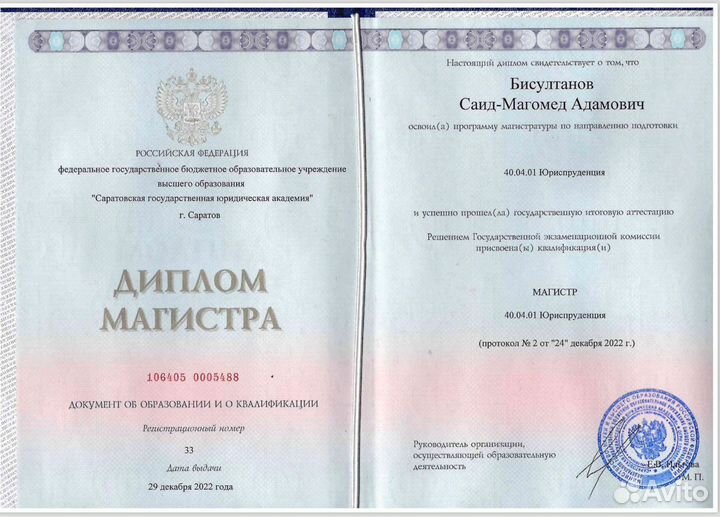 РОССИЙСКАЯ ФЕДЕРАЦИЯ
федеральное государственное бюджетное образовательное учреждение
высшего образования
"Саратовская государственная юридическая академия"
г. Саратов
ДИПЛОМ
МАГИСТРА
106405 0005488
ДОКУМЕНТ ОБ ОБРАЗОВАНИИ И О КВАЛИФИКАЦИИ
Регистрационный номер
33
Дата выдачи
29 декабря 2022 года
Настоящий диплом свидетельствует о том, что
Бисултанов
Саид-Магомед Адамович
освоил(а) программу магистратуры по направлению подготовки
40.04.01 Юриспруденция
и успешно прошел(ла) государственную итоговую аттестацию
Решением Государственной экзаменационной комиссии
присвоена(ы) квалификация(и)
МАГИСТР
40.04.01 Юриспруденция
(протокол № 2 от "24" декабря 2022 г.)
Руководитель организации,
осуществляющей образовательную
деятельность
Е.В.
М. П.
Avito